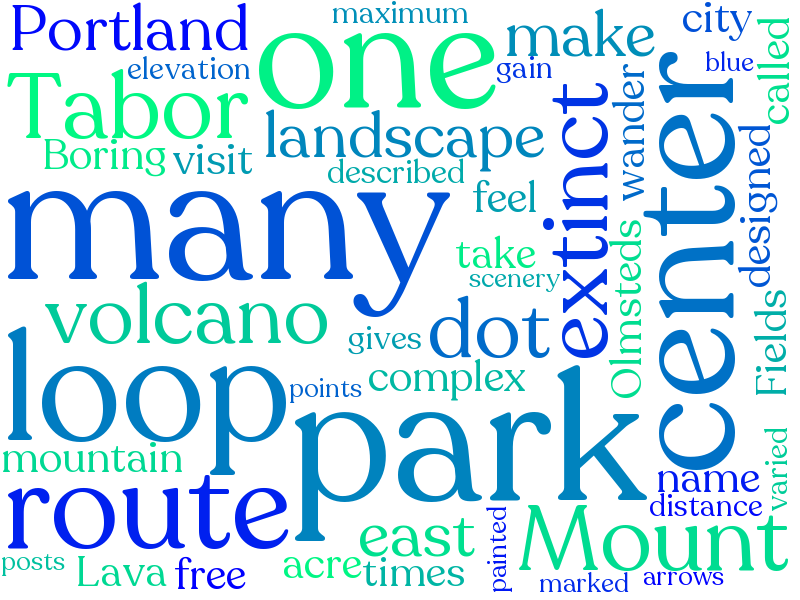 maximum
Portland
one
make
city
called
elevation
gain
blue
Tabor
landscape
extinct
wander
center
designed
Boring
visit
described
many
feel
Olmsteds
take
scenery
volcano
gives
dot
Fields
loop
points
complex
park
mountain
route
name
varied
distance
east
painted
Mount
posts
Lava
free
acre
times
marked
arrows